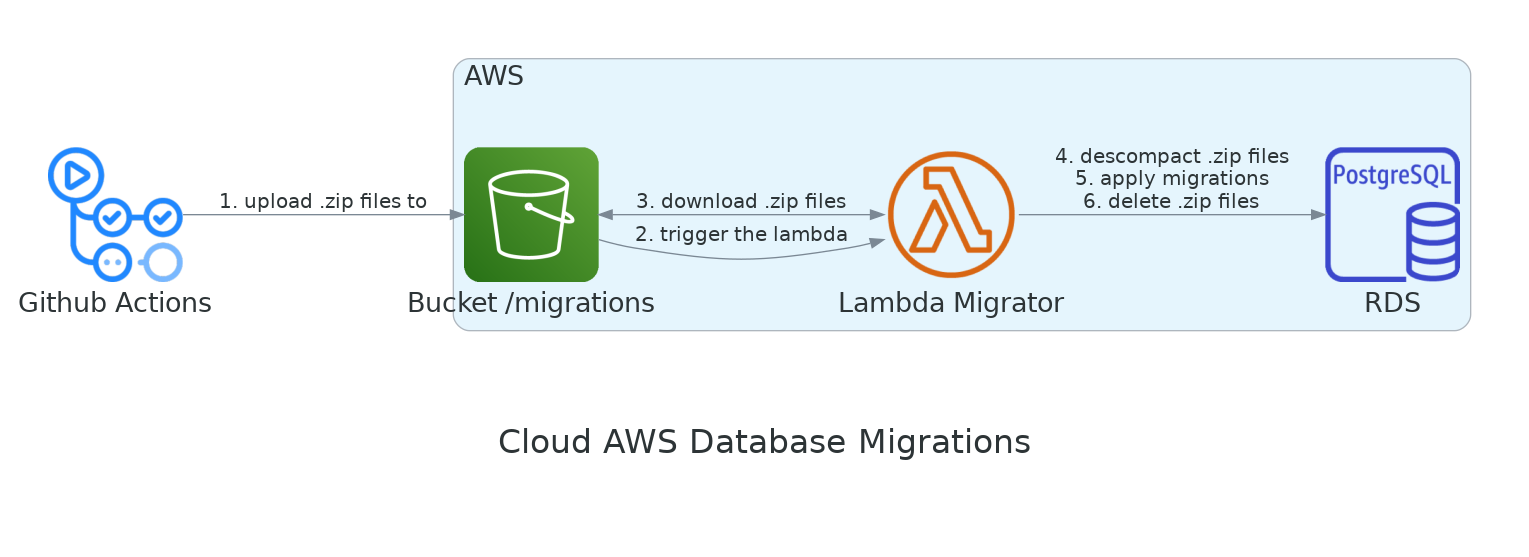 AWS
4. descompact .zip files
5. apply migrations
6. delete .zip files
PostgreSQL
1. upload .zip files to
3. download .zip files
2. trigger the lambda
Github Actions
Bucket /migrations
Lambda Migrator
RDS
Cloud AWS Database Migrations